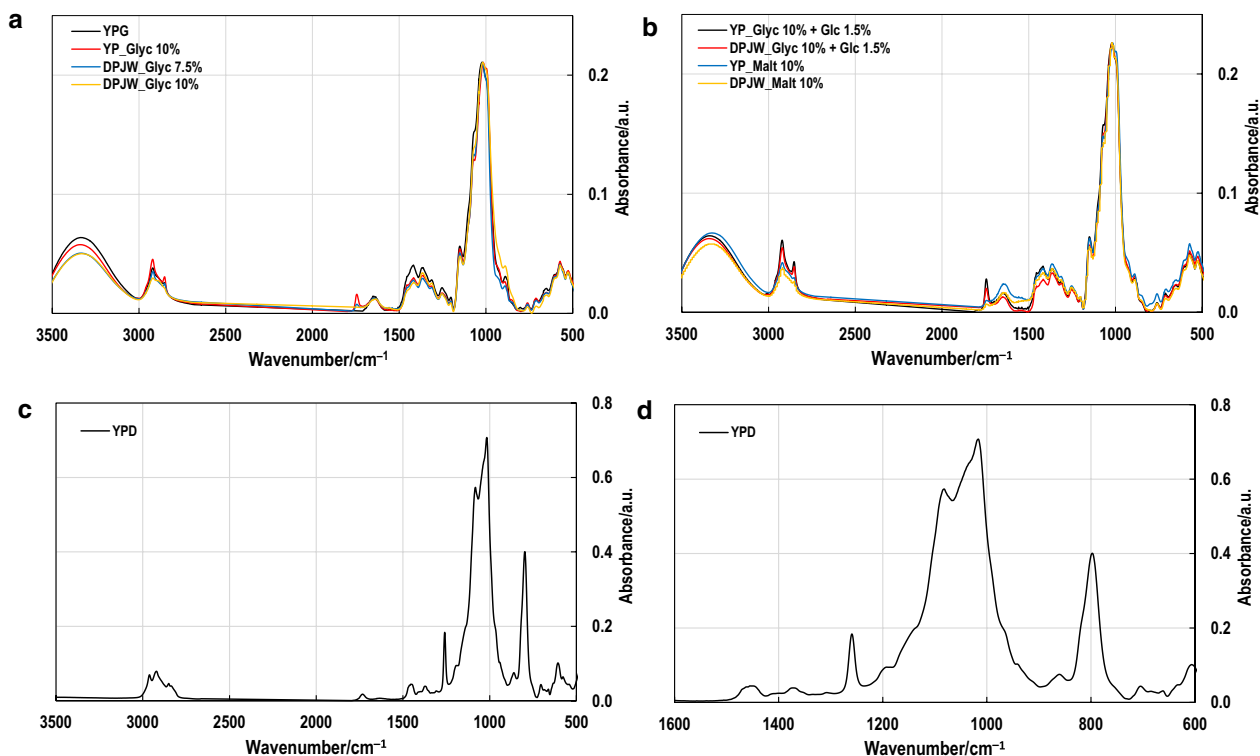 a
YPG
YP_Glyc 10%
DPJW_Glyc 7.5%
DPJW_Glyc 10%
0.2
0.1
0.0
Absorbance/a.u.
3500 3000 2500 2000 1500 1000 500
Wavenumber/cm⁻¹
b
YP_Glyc 10% + Glc 1.5%
DPJW_Glyc 10% + Glc 1.5%
YP_Malt 10%
DPJW_Malt 10%
0.2
0.1
0.0
Absorbance/a.u.
3500 3000 2500 2000 1500 1000 500
Wavenumber/cm⁻¹
c
YPD
0.8
0.6
0.4
0.2
0.0
Absorbance/a.u.
3500 3000 2500 2000 1500 1000 500
Wavenumber/cm⁻¹
d
YPD
0.8
0.6
0.4
0.2
0.0
Absorbance/a.u.
1600 1400 1200 1000 800 600
Wavenumber/cm⁻¹